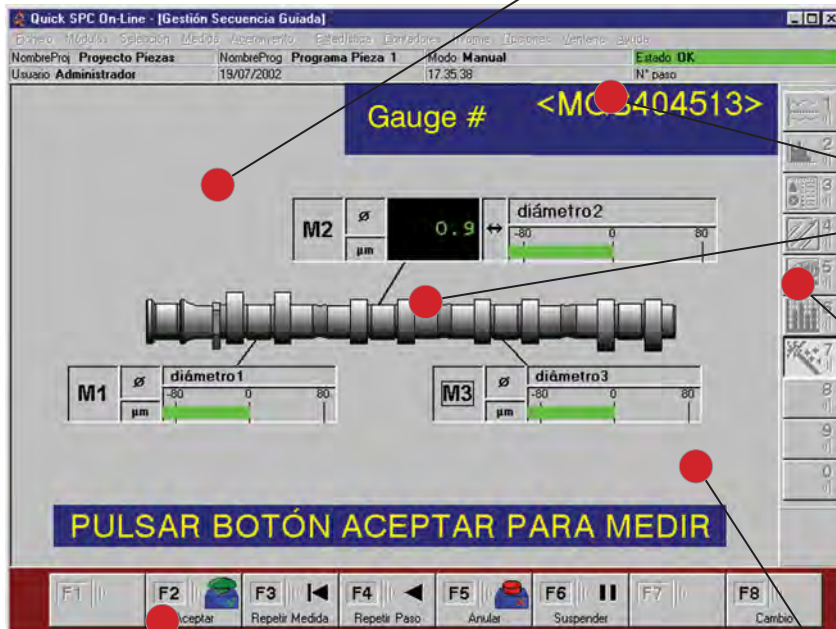 Quick SPC On-Line - [Gestión Secuencia Guiada]
Fichero Módulos Selección Medida Estadística Contadores Informe Opciones Ventana Ayuda
NombreProj Proyecto Piezas NombreProg Programa Pieza 1 Modo Manual Estado OK
Usuario Administrador 19/07/2002 17.35.38 N° paso
Gauge #
1
2
3
4
5
6
7
8
9
0
M2 ø µm 0.9 ↔ diámetro2
-80 0 80
M1 ø µm diámetro1
-80 0 80
M3 ø µm diámetro3
-80 0 80
PULSAR BOTÓN ACEPTAR PARA MEDIR
F1 F2 F3 F4 F5 F6 F7 F8
Aceptar Repetir Medida Repetir Paso Anular Suspender Cambio